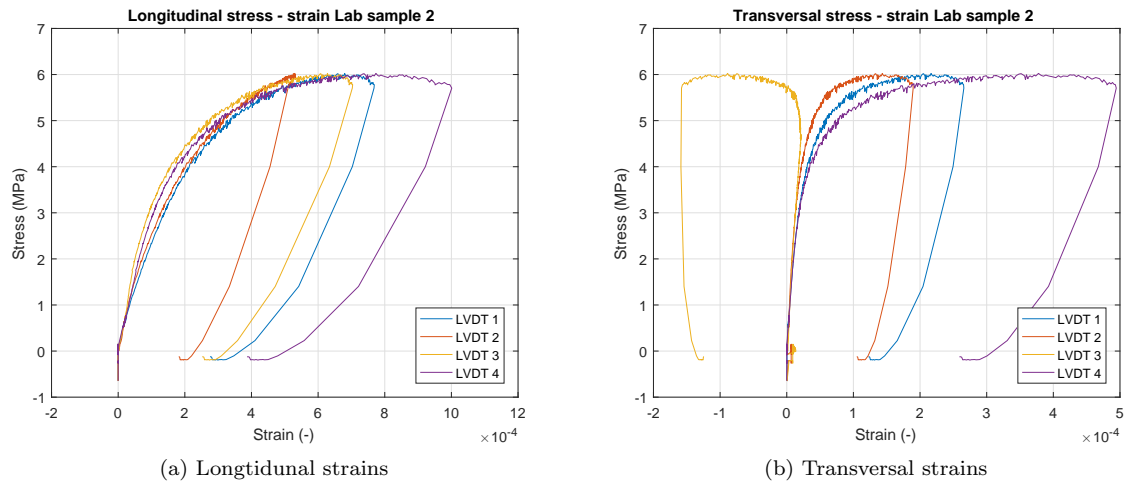 Longitudinal stress - strain Lab sample 2
7
6
5
4
3
2
1
0
-1
Stress (MPa)
-2 0 2 4 6 8 10 12
Strain (-)
×10-4
LVDT 1
LVDT 2
LVDT 3
LVDT 4
(a) Longtidunal strains
Transversal stress - strain Lab sample 2
7
6
5
4
3
2
1
0
-1
Stress (MPa)
-2 -1 0 1 2 3 4 5
Strain (-)
×10-4
LVDT 1
LVDT 2
LVDT 3
LVDT 4
(b) Transversal strains